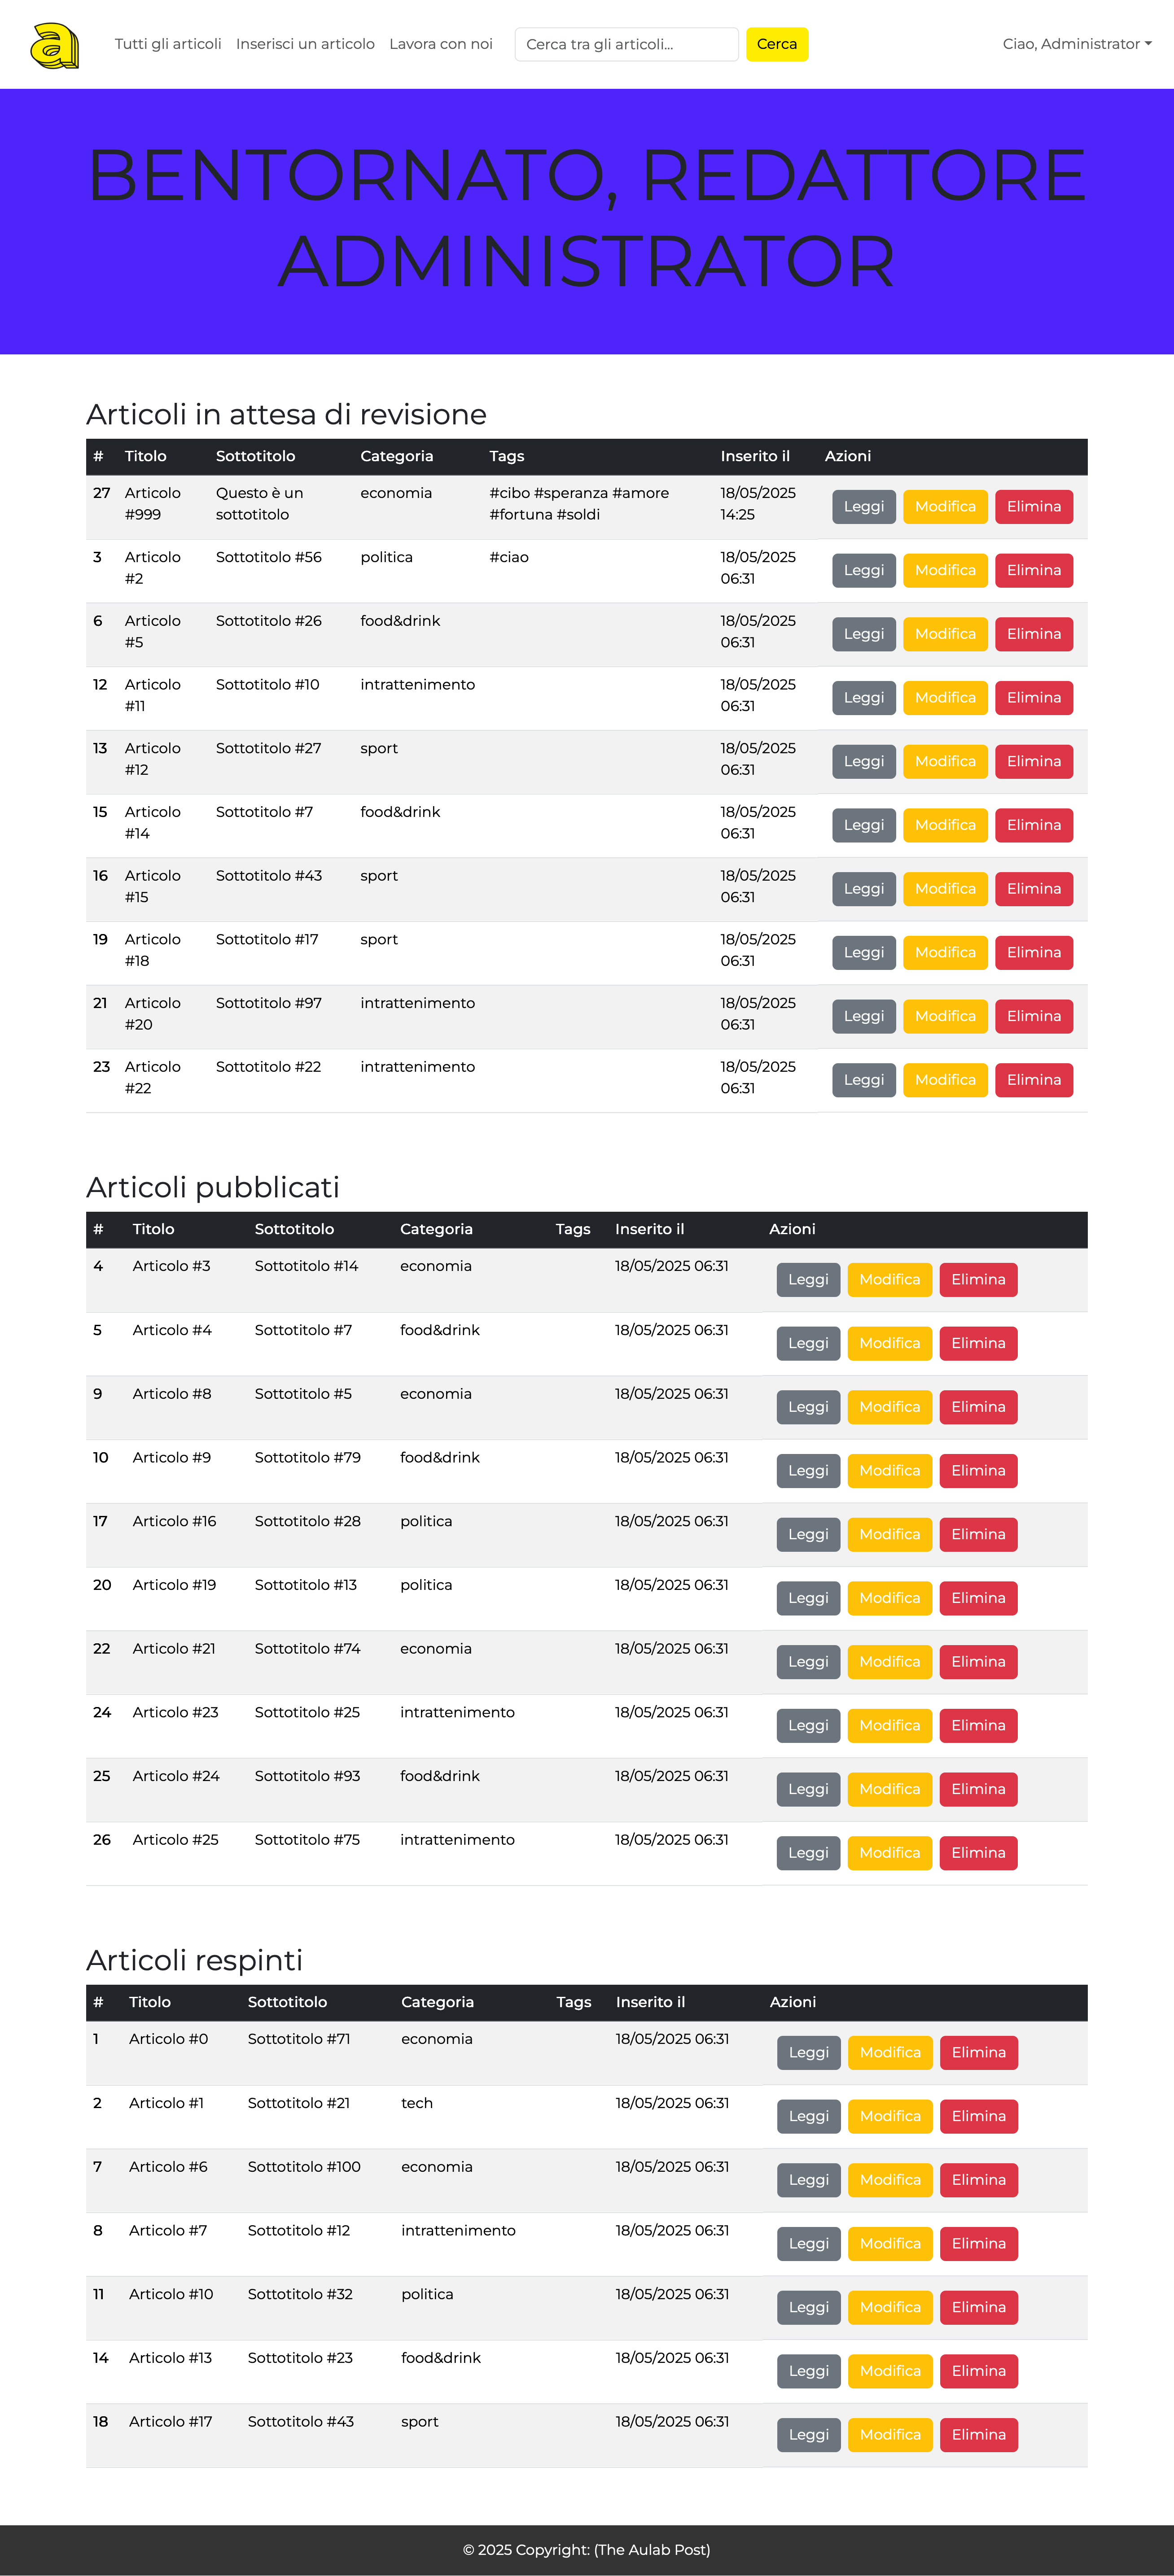 a
Tutti gli articoli Inserisci un articolo Lavora con noi Cerca tra gli articoli... Cerca Ciao, Administrator
BENTORNATO, REDATTORE
ADMINISTRATOR
Articoli in attesa di revisione
# Titolo Sottotitolo Categoria Tags Inserito il Azioni
27 Articolo #999 Questo è un sottotitolo economia #cibo #speranza #amore #fortuna #soldi 18/05/2025 14:25 Leggi Modifica Elimina
3 Articolo #2 Sottotitolo #56 politica #ciao 18/05/2025 06:31 Leggi Modifica Elimina
6 Articolo #5 Sottotitolo #26 food&drink 18/05/2025 06:31 Leggi Modifica Elimina
12 Articolo #11 Sottotitolo #10 intrattenimento 18/05/2025 06:31 Leggi Modifica Elimina
13 Articolo #12 Sottotitolo #27 sport 18/05/2025 06:31 Leggi Modifica Elimina
15 Articolo #14 Sottotitolo #7 food&drink 18/05/2025 06:31 Leggi Modifica Elimina
16 Articolo #15 Sottotitolo #43 sport 18/05/2025 06:31 Leggi Modifica Elimina
19 Articolo #18 Sottotitolo #17 sport 18/05/2025 06:31 Leggi Modifica Elimina
21 Articolo #20 Sottotitolo #97 intrattenimento 18/05/2025 06:31 Leggi Modifica Elimina
23 Articolo #22 Sottotitolo #22 intrattenimento 18/05/2025 06:31 Leggi Modifica Elimina
Articoli pubblicati
# Titolo Sottotitolo Categoria Tags Inserito il Azioni
4 Articolo #3 Sottotitolo #14 economia 18/05/2025 06:31 Leggi Modifica Elimina
5 Articolo #4 Sottotitolo #7 food&drink 18/05/2025 06:31 Leggi Modifica Elimina
9 Articolo #8 Sottotitolo #5 economia 18/05/2025 06:31 Leggi Modifica Elimina
10 Articolo #9 Sottotitolo #79 food&drink 18/05/2025 06:31 Leggi Modifica Elimina
17 Articolo #16 Sottotitolo #28 politica 18/05/2025 06:31 Leggi Modifica Elimina
20 Articolo #19 Sottotitolo #13 politica 18/05/2025 06:31 Leggi Modifica Elimina
22 Articolo #21 Sottotitolo #74 economia 18/05/2025 06:31 Leggi Modifica Elimina
24 Articolo #23 Sottotitolo #25 intrattenimento 18/05/2025 06:31 Leggi Modifica Elimina
25 Articolo #24 Sottotitolo #93 food&drink 18/05/2025 06:31 Leggi Modifica Elimina
26 Articolo #25 Sottotitolo #75 intrattenimento 18/05/2025 06:31 Leggi Modifica Elimina
Articoli respinti
# Titolo Sottotitolo Categoria Tags Inserito il Azioni
1 Articolo #0 Sottotitolo #71 economia 18/05/2025 06:31 Leggi Modifica Elimina
2 Articolo #1 Sottotitolo #21 tech 18/05/2025 06:31 Leggi Modifica Elimina
7 Articolo #6 Sottotitolo #100 economia 18/05/2025 06:31 Leggi Modifica Elimina
8 Articolo #7 Sottotitolo #12 intrattenimento 18/05/2025 06:31 Leggi Modifica Elimina
11 Articolo #10 Sottotitolo #32 politica 18/05/2025 06:31 Leggi Modifica Elimina
14 Articolo #13 Sottotitolo #23 food&drink 18/05/2025 06:31 Leggi Modifica Elimina
18 Articolo #17 Sottotitolo #43 sport 18/05/2025 06:31 Leggi Modifica Elimina
© 2025 Copyright: (The Aulab Post)